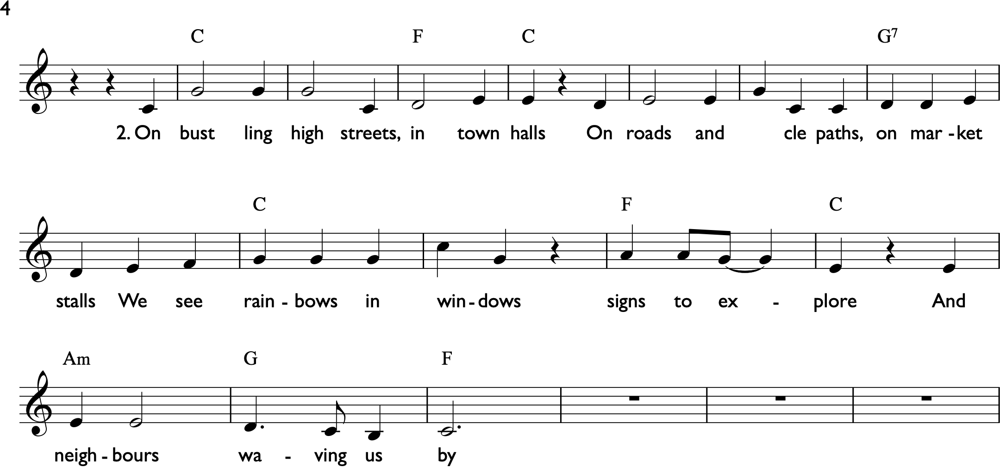 4
C F C G7
2. On bust ling high streets, in town halls On roads and cle paths, on mar - ket
C F C
stalls We see rain - bows in win - dows signs to ex - plore And
Am G F
neigh - bours wa - ving us by